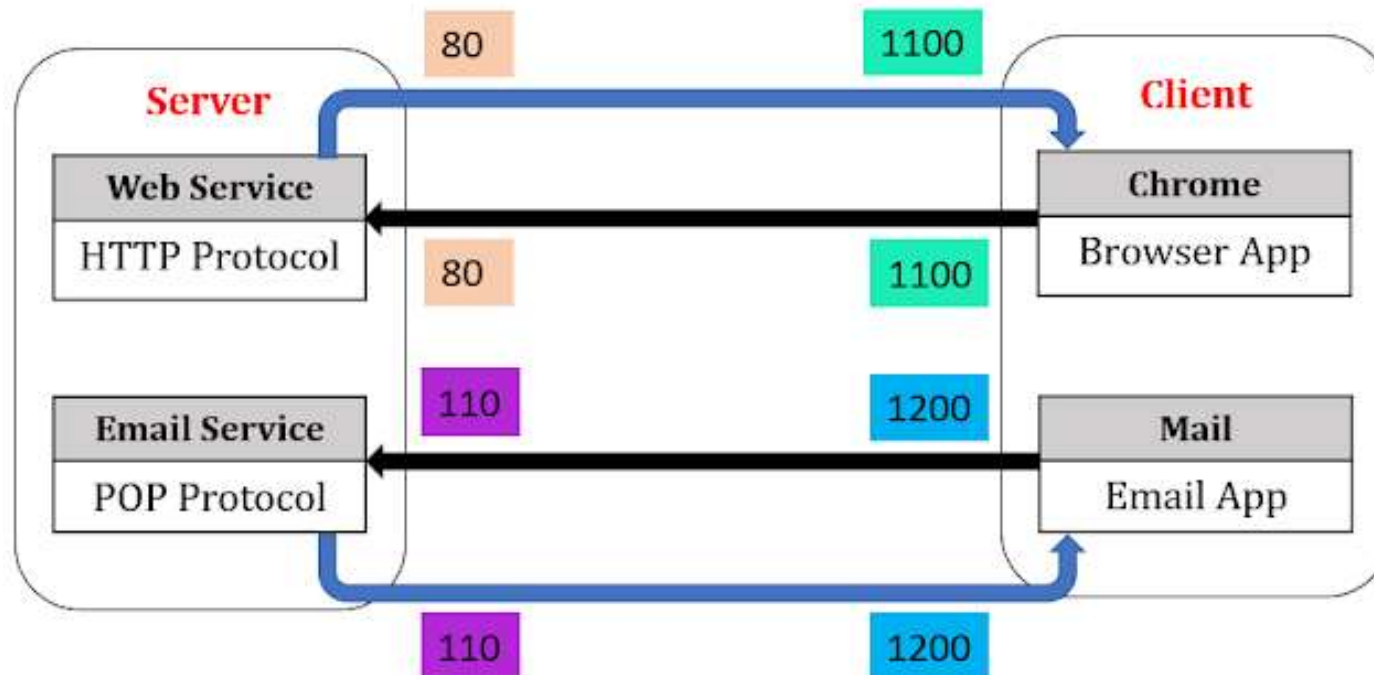 80
1100
Server
Client
Web Service
HTTP Protocol
Chrome
Browser App
80
1100
110
1200
Email Service
POP Protocol
Mail
Email App
110
1200